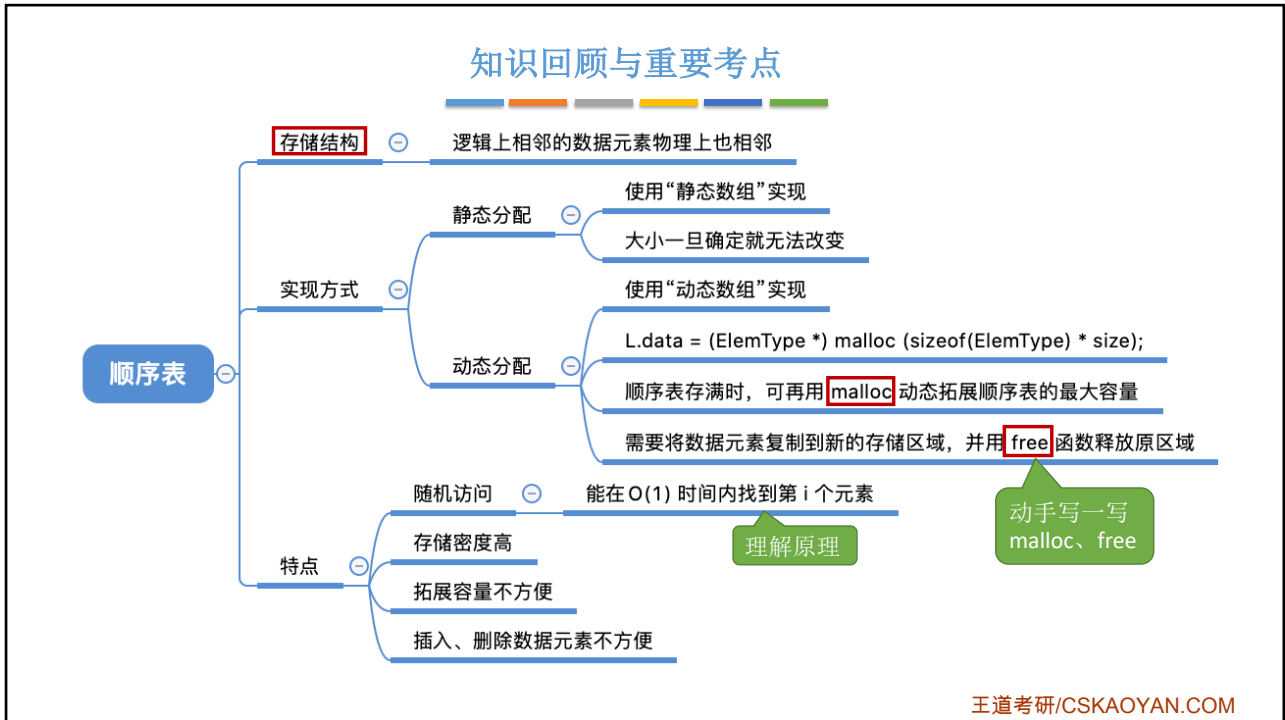 知识回顾与重要考点
顺序表
存储结构
逻辑上相邻的数据元素物理上也相邻
实现方式
静态分配
使用“静态数组”实现
大小一旦确定就无法改变
动态分配
使用“动态数组”实现
L.data = (ElemType *) malloc (sizeof(ElemType) * size);
顺序表存满时，可再用 malloc 动态拓展顺序表的最大容量
需要将数据元素复制到新的存储区域，并用 free 函数释放原区域
动手写一写
malloc、free
特点
随机访问
能在 O(1) 时间内找到第 i 个元素
理解原理
存储密度高
拓展容量不方便
插入、删除数据元素不方便
王道考研/CSKAOYAN.COM